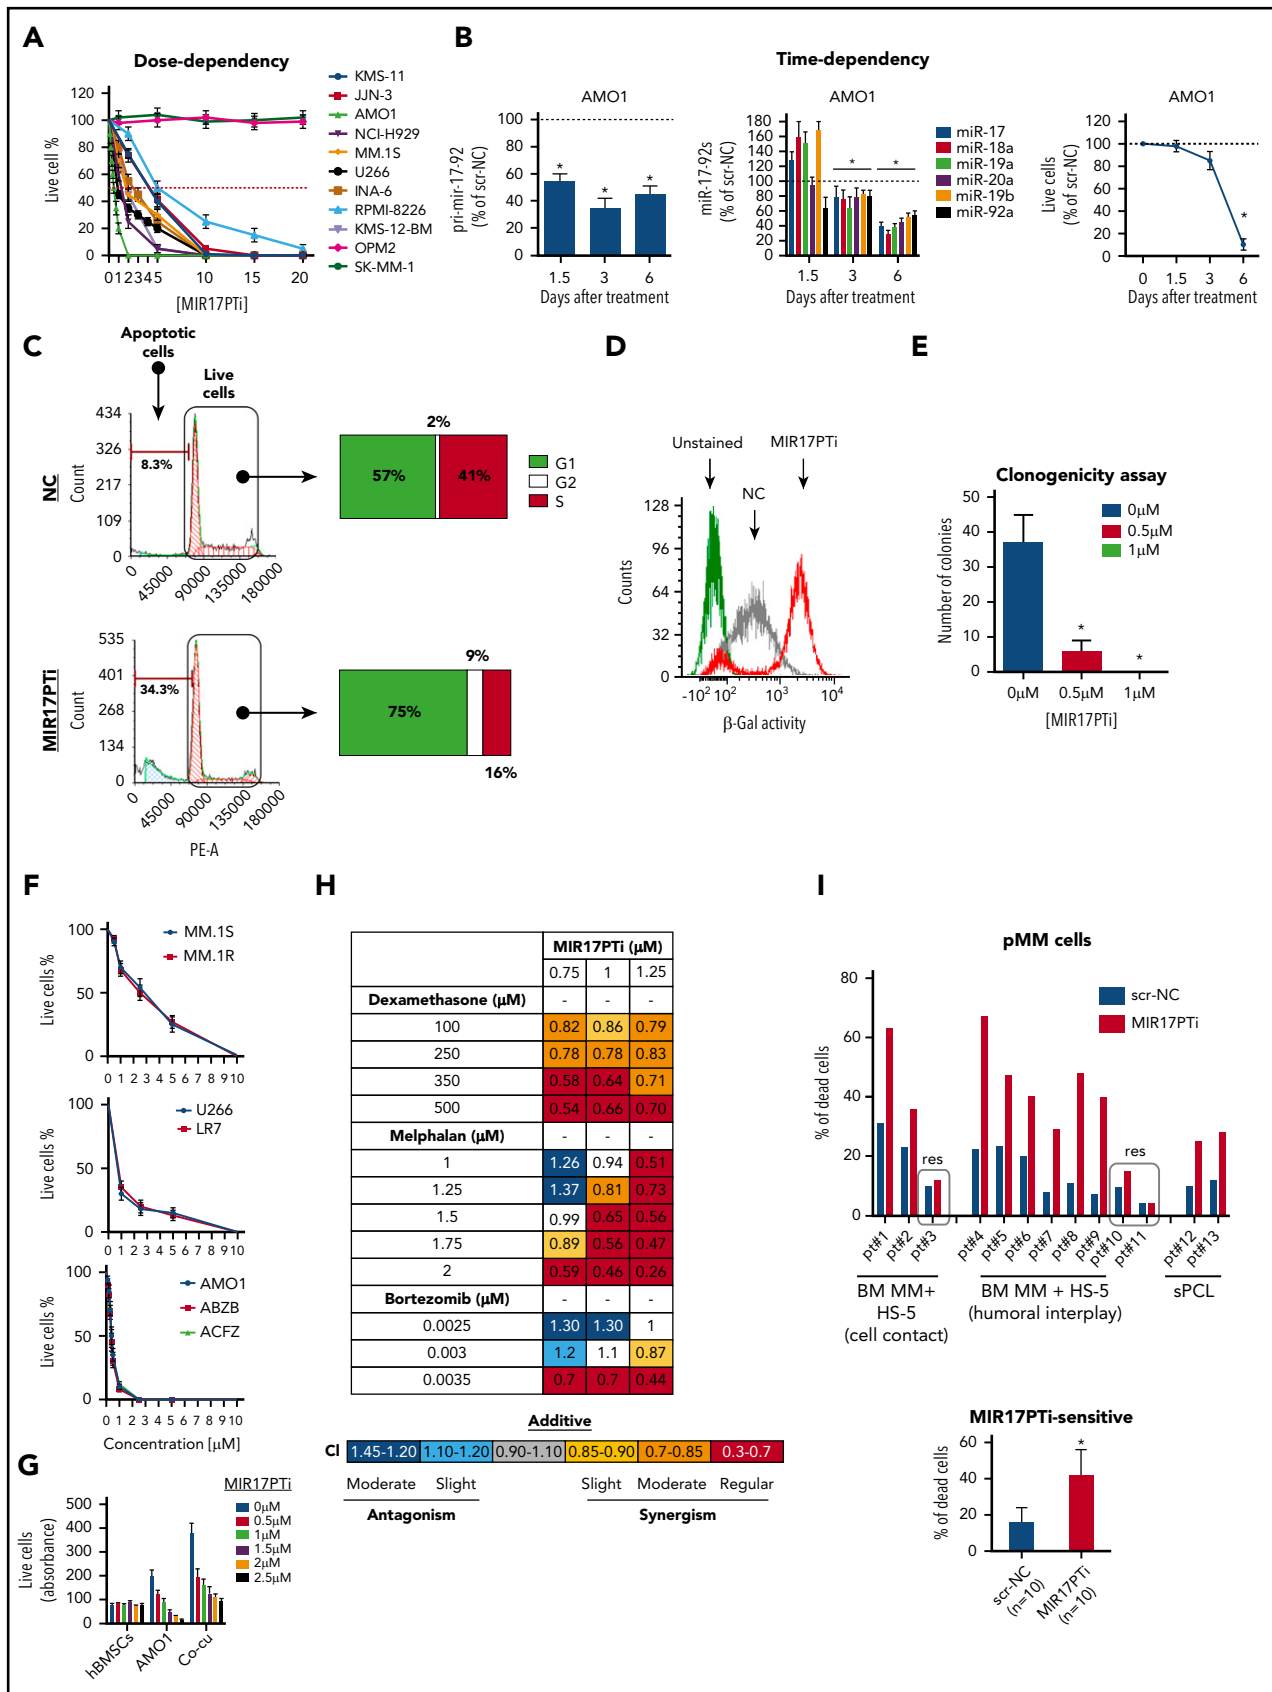 A
Dose-dependency
Live cell %
120
100
80
60
40
20
0
0 1 2 3 4 5 10 15 20
[MIR17PTi]
KMS-11
JJN-3
AMO1
NCI-H929
MM.1S
U266
INA-6
RPMI-8226
KMS-12-BM
OPM2
SK-MM-1
B
Time-dependency
AMO1
pri-mir-17-92
(% of scr-NC)
100
80
60
40
20
0
* * *
1.5 3 6
Days after treatment
AMO1
miR-17-92s
(% of scr-NC)
180
160
140
120
100
80
60
40
20
0
* *
1.5 3 6
Days after treatment
miR-17
miR-18a
miR-19a
miR-20a
miR-19b
miR-92a
AMO1
Live cells
(% of scr-NC)
120
100
80
60
40
20
0
*
0 1.5 3 6
Days after treatment
C
Apoptotic
cells
Live
cells
NC
Count
434
326
217
109
0
8.3%
0 45000 90000 135000 180000
2%
57% 41%
G1
G2
S
MIR17PTi
Count
535
401
268
134
0
34.3%
0 45000 90000 135000 180000
PE-A
9%
75%
16%
D
Unstained
MIR17PTi
NC
Counts
128
96
64
32
0
-10² 10² 10³ 10⁴
β-Gal activity
E
Clonogenicity assay
Number of colonies
50
40
30
20
10
0
0µM
0.5µM
1µM
* *
0µM 0.5µM 1µM
[MIR17PTi]
F
Live cells %
100
50
0
MM.1S
MM.1R
0 1 2 3 4 5 6 7 8 9 10
Live cells %
100
50
0
U266
LR7
0 1 2 3 4 5 6 7 8 9 10
Live cells %
100
50
0
AMO1
ABZB
ACFZ
0 1 2 3 4 5 6 7 8 9 10
Concentration [µM]
G
MIR17PTi
0µM
0.5µM
1µM
1.5µM
2µM
2.5µM
Live cells
(absorbance)
500
400
300
200
100
0
hBMSCs AMO1 Co-cu
H
MIR17PTi (µM)
0.75 1 1.25
Dexamethasone (µM) - - -
100 0.82 0.86 0.79
250 0.78 0.78 0.83
350 0.58 0.64 0.71
500 0.54 0.66 0.70
Melphalan (µM) - - -
1 1.26 0.94 0.51
1.25 1.37 0.81 0.73
1.5 0.99 0.65 0.56
1.75 0.89 0.56 0.47
2 0.59 0.46 0.26
Bortezomib (µM) - - -
0.0025 1.30 1.30 1
0.003 1.2 1.1 0.87
0.0035 0.7 0.7 0.44
Additive
CI 1.45-1.20 1.10-1.20 0.90-1.10 0.85-0.90 0.7-0.85 0.3-0.7
Moderate Slight Slight Moderate Regular
Antagonism Synergism
I
pMM cells
% of dead cells
80
60
40
20
0
scr-NC
MIR17PTi
res
res
pt#1 pt#2 pt#3 pt#4 pt#5 pt#6 pt#7 pt#8 pt#9 pt#10 pt#11 pt#12 pt#13
BM MM+
HS-5
(cell contact)
BM MM + HS-5
(humoral interplay)
sPCL
MIR17PTi-sensitive
% of dead cells
60
40
20
0
*
scr-NC
(n=10)
MIR17PTi
(n=10)